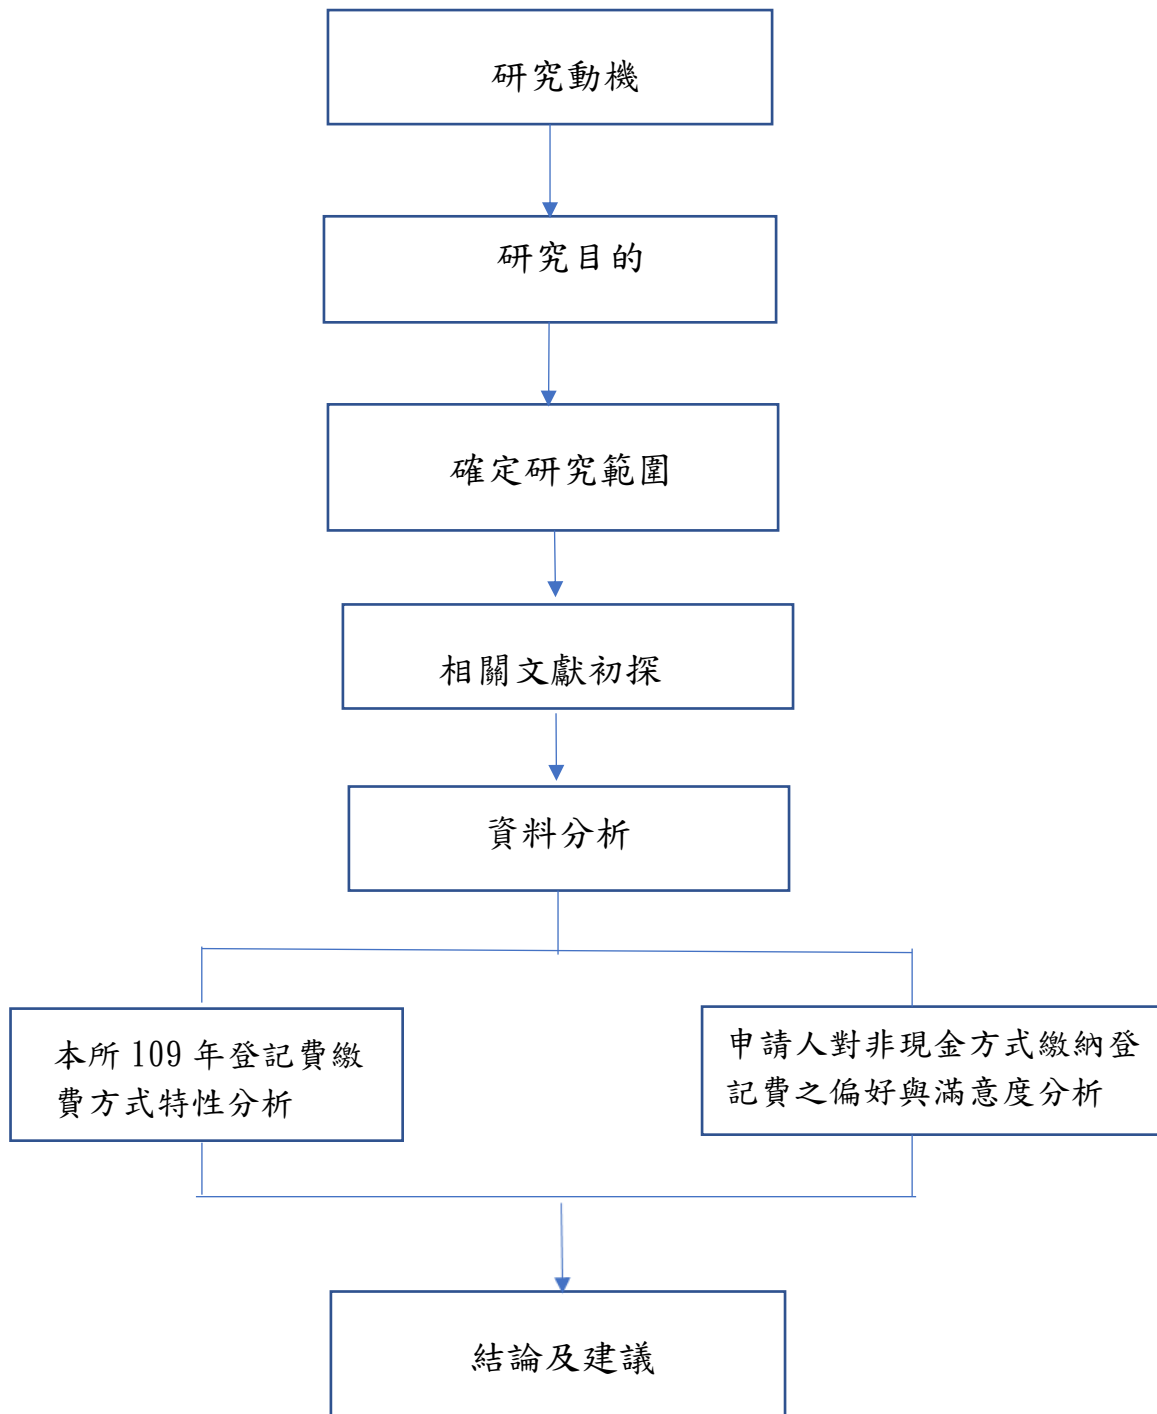 研究動機
研究目的
確定研究範圍
相關文獻初探
資料分析
本所 109 年登記費繳
費方式特性分析
申請人對非現金方式繳納登
記費之偏好與滿意度分析
結論及建議